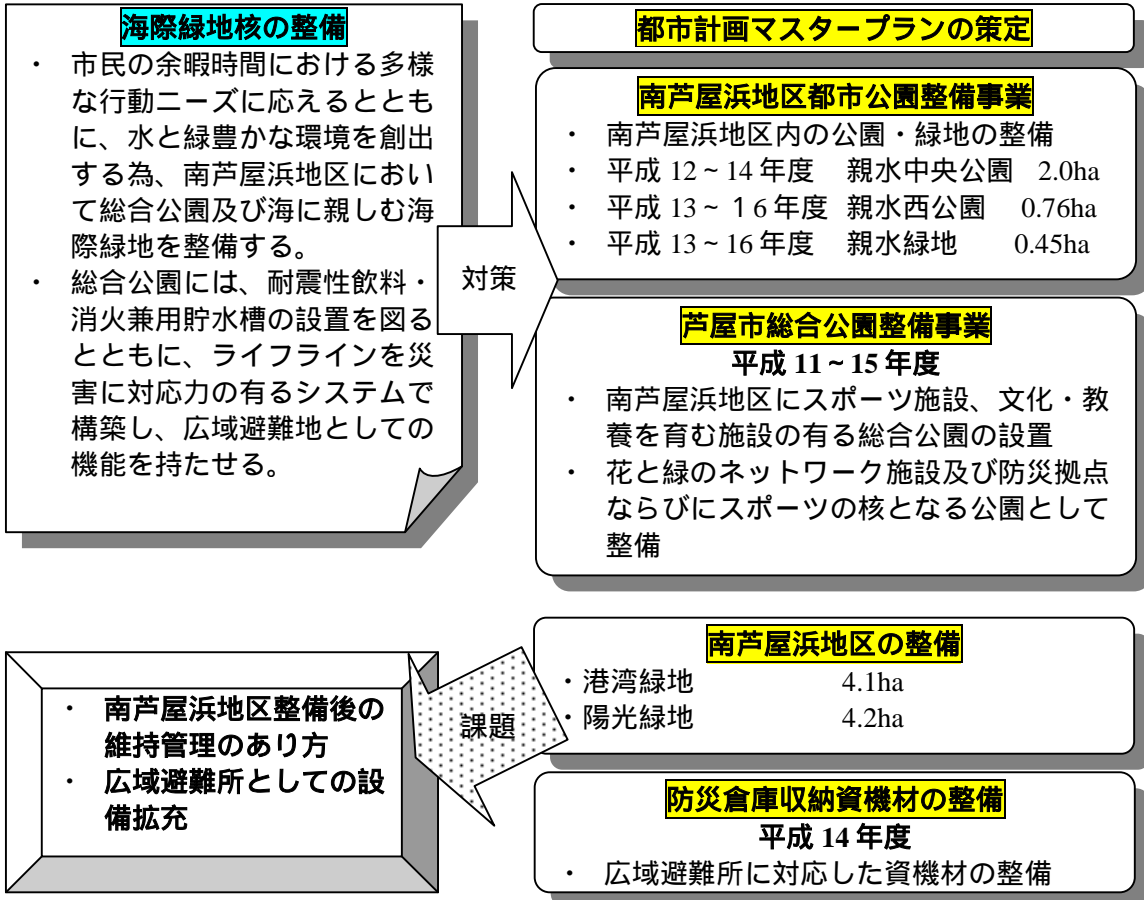 海際緑地核の整備
・ 市民の余暇時間における多様
な行動ニーズに応えるととも
に、水と緑豊かな環境を創出
する為、南芦屋浜地区におい
て総合公園及び海に親しむ海
際緑地を整備する。
・ 総合公園には、耐震性飲料・
消火兼用貯水槽の設置を図る
とともに、ライフラインを災
害に対応力の有るシステムで
構築し、広域避難地としての
機能を持たせる。
対策
都市計画マスタープランの策定
南芦屋浜地区都市公園整備事業
・ 南芦屋浜地区内の公園・緑地の整備
・ 平成 12～14 年度 親水中央公園 2.0ha
・ 平成 13～１6 年度 親水西公園 0.76ha
・ 平成 13～16 年度 親水緑地 0.45ha
芦屋市総合公園整備事業
平成 11～15 年度
・ 南芦屋浜地区にスポーツ施設、文化・教
養を育む施設の有る総合公園の設置
・ 花と緑のネットワーク施設及び防災拠点
ならびにスポーツの核となる公園として
整備
南芦屋浜地区の整備
・港湾緑地 4.1ha
・陽光緑地 4.2ha
防災倉庫収納資機材の整備
平成 14 年度
・ 広域避難所に対応した資機材の整備
課題
・ 南芦屋浜地区整備後の
維持管理のあり方
・ 広域避難所としての設
備拡充